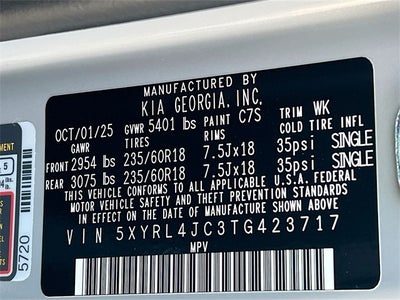 MANUFACTURED BY
KIA GEORGIA, INC.
OCT/01/25 GVWR 5401 lbs PAINT C7S TRIM WK
GAWR TIRES RIMS COLD TIRE INFL
FRONT 2954 lbs 235/60R18 7.5Jx18 35psi SINGLE
REAR 3075 lbs 235/60R18 7.5Jx18 35psi SINGLE
THIS VEHICLE CONFORMS TO ALL APPLICABLE U.S.A. FEDERAL
MOTOR VEHICLE SAFETY AND THEFT PREVENTION STANDARDS
IN EFFECT ON THE DATE OF MANUFACTURE SHOWN ABOVE
VIN 5XYRL4JC3TG423717
MPV
5720
5